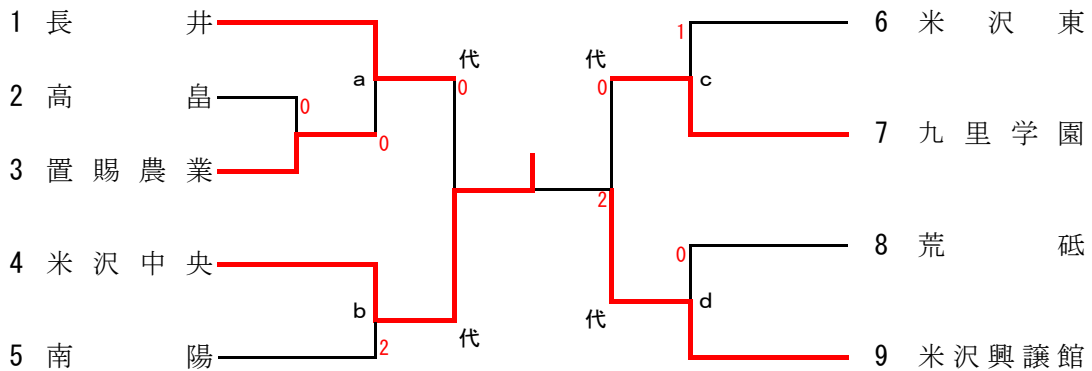 1 長井
2 高畠
3 置賜農業
4 米沢中央
5 南陽
a
0
0
b
2
代
0
代
代
0
2
代
1
c
0
d
6 米沢東
7 九里学園
8 荒砥
9 米沢興譲館